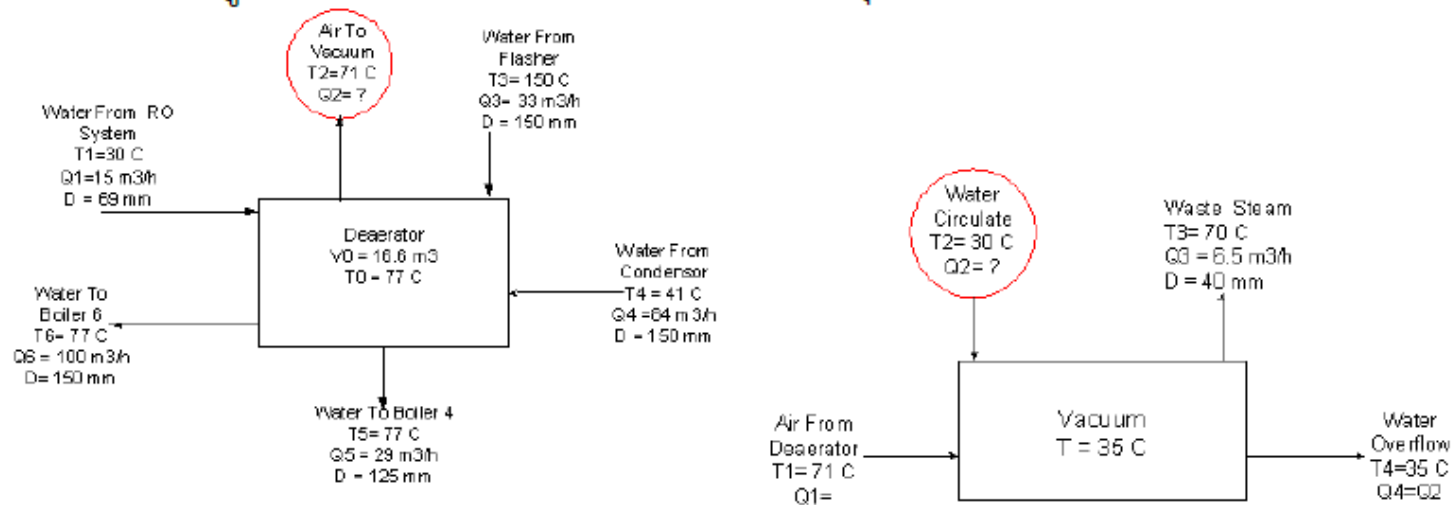 Air To
Vacuum
T2=71 C
Q2= ?
Water From
Flasher
T3= 150 C
Q3= 33 m3/h
D = 150 mm
Water From RO
System
T1=30 C
Q1=15 m3/h
D = 69 mm
Deaerator
V0 = 16.6 m3
T0 = 77 C
Water From
Condensor
T4 = 41 C
Q4 =84 m3/h
D = 150 mm
Water To
Boiler 6
T6= 77 C
Q6 = 100 m3/h
D= 150 mm
Water To Boiler 4
T5= 77 C
Q5 = 29 m3/h
D = 125 mm
Water
Circulate
T2= 30 C
Q2= ?
Waste Steam
T3= 70 C
Q3 = 6.5 m3/h
D = 40 mm
Air From
Deaerator
T1= 71 C
Q1=
Vacuum
T = 35 C
Water
Overflow
T4=35 C
Q4=Q2